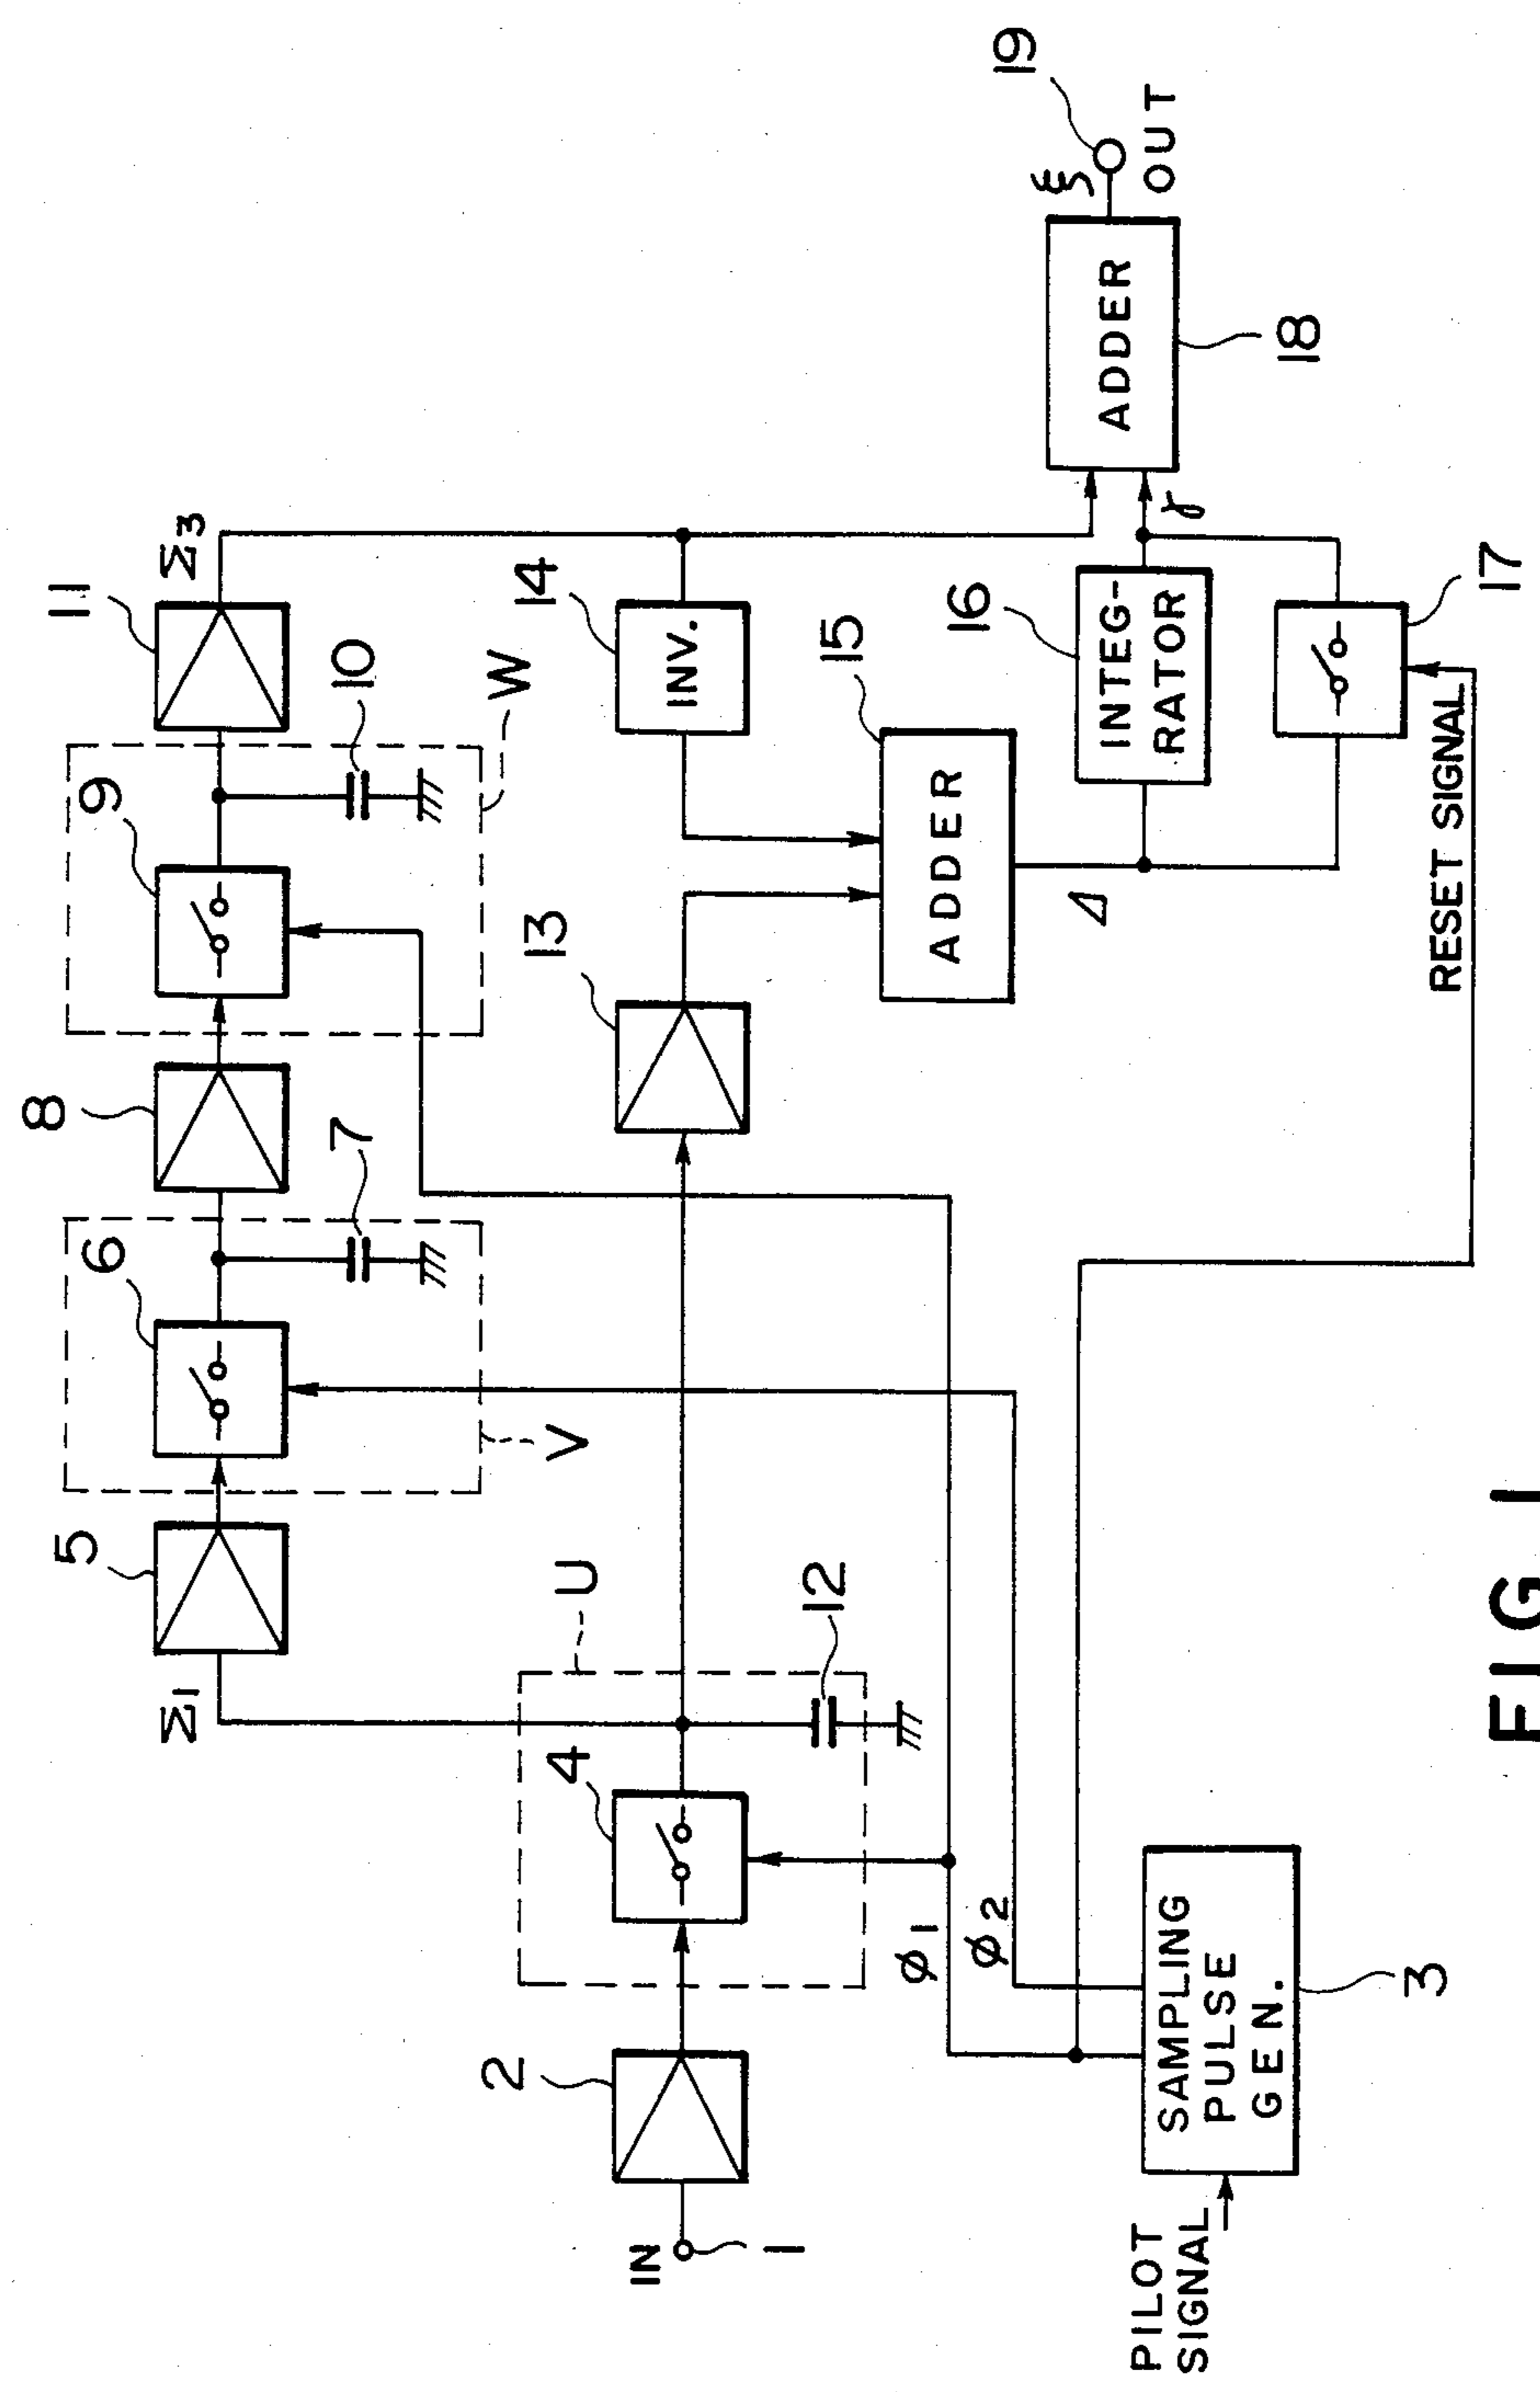 11
Σ3
9
10
W
8
7
6
V
5
Σ1
14
INV.
13
15
ADDER
Δ
16
INTEG-
RATOR
γ
17
RESET SIGNAL
19
ξ
OUT
ADDER
18
U
12
4
2
IN
1
φ1
φ2
SAMPLING
PULSE
GEN.
3
PILOT
SIGNAL
FIG. 1